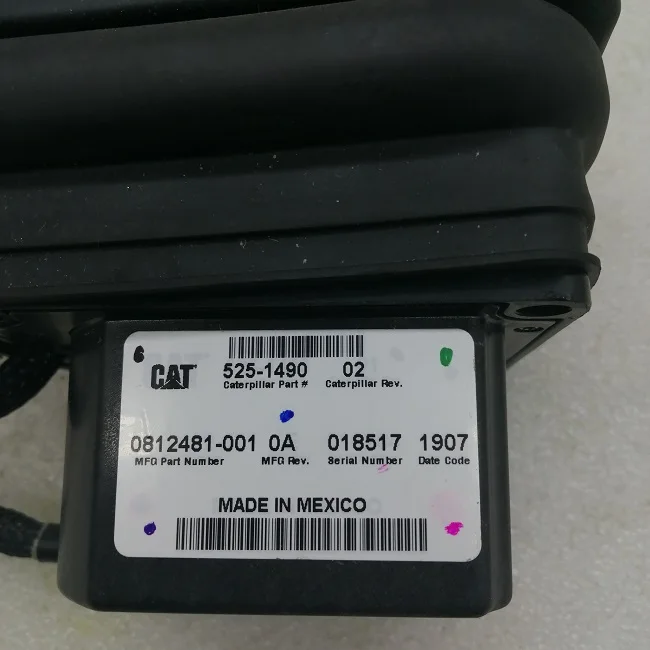 CAT 525-1490 02
Caterpillar Part # Caterpillar Rev.
0812481-001 0A 018517 1907
MFG Part Number MFG Rev. Serial Number Date Code
MADE IN MEXICO